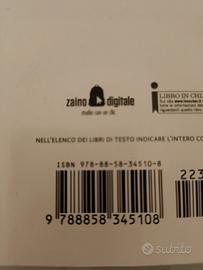 zaino digitale
studia con un clic
LIBRO IN CHI
NELL'ELENCO DEI LIBRI DI TESTO INDICARE L'INTERO CO
ISBN 978-88-58-34510-8
223
9 788858 345108
subito